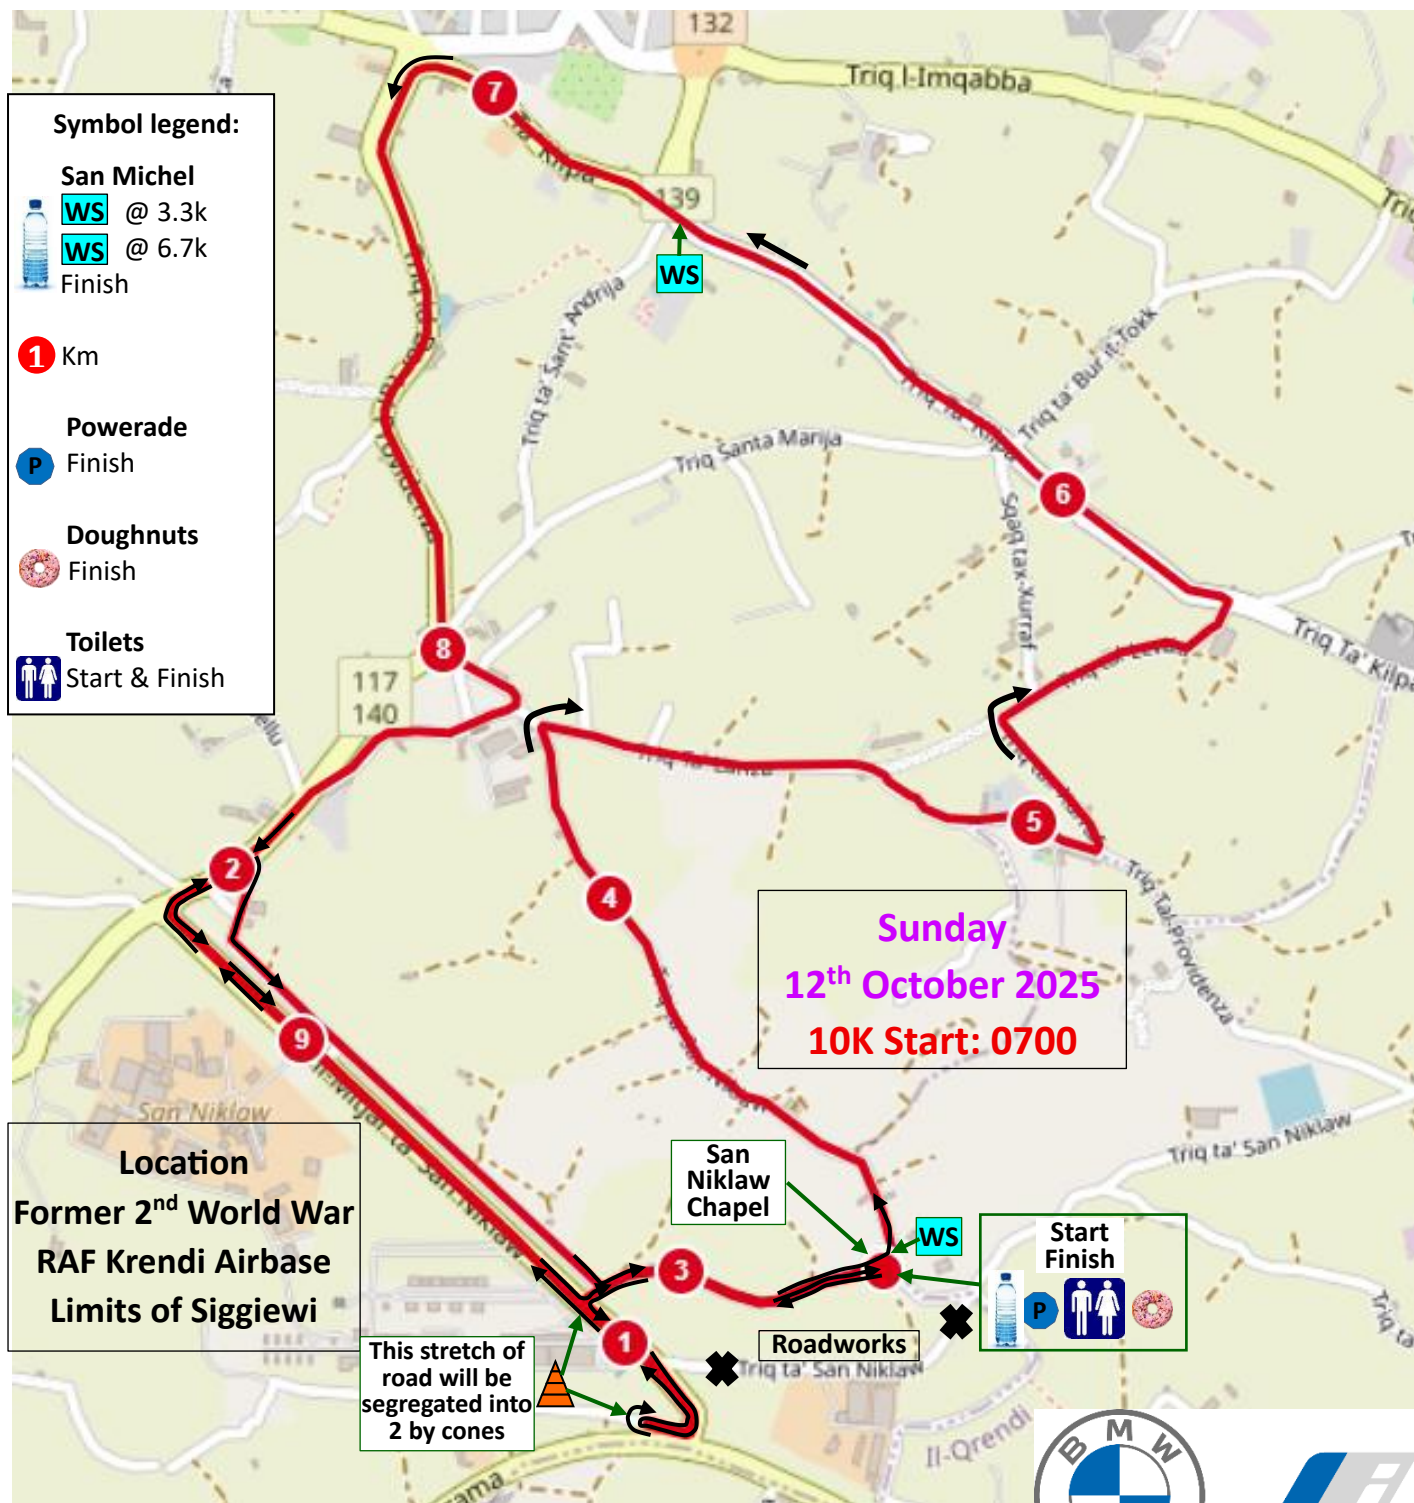 132
Triq l-Imqabba
Symbol legend:
San Michel
WS @ 3.3k
WS @ 6.7k
Finish
1 Km
Powerade
P Finish
Doughnuts
Finish
Toilets
Start & Finish
7
Ta' Kilpa
139
WS
Triq ta' Sant' Andrija
Triq ta' Bur it-Tokk
Triq Ta' Kilpa
Triq Santa Marija
6
Sqaq tax-Xurraf
Triq Ta' Kilpa
8
117
140
5
Triq Tal-Providenza
2
4
Sunday
12th October 2025
10K Start: 0700
9
San Niklaw
Triq ta' San Niklaw
Location
Former 2nd World War
RAF Krendi Airbase
Limits of Siggiewi
San
Niklaw
Chapel
WS
Start
Finish
P
3
1
Roadworks
Triq ta' San Niklaw
This stretch of
road will be
segregated into
2 by cones
Il-Qrendi
BMW